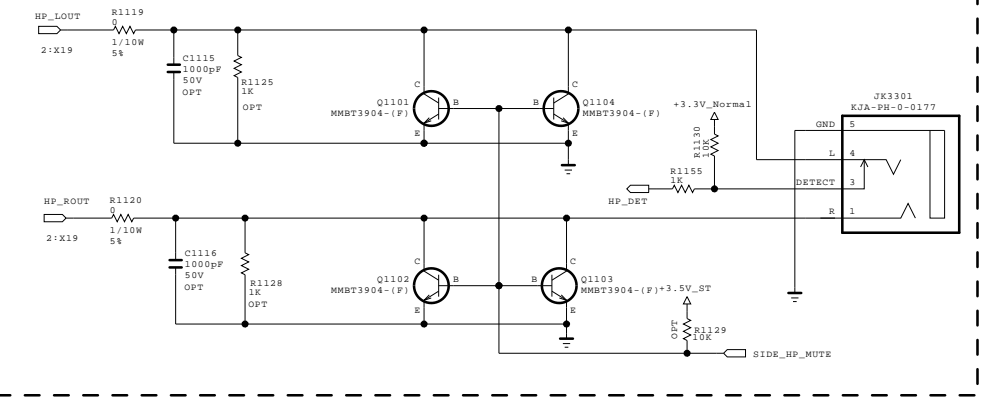 HP_LOUT
R1119
0
1/10W
5%
2:X19
C1115
1000pF
50V
OPT
R1125
1K
OPT
C
Q1101
B
MMBT3904-(F)
E
C
B
Q1104
MMBT3904-(F)
E
+3.3V_Normal
R1130
10K
R1155
1K
HP_DET
JK3301
KJA-PH-0-0177
GND
5
L
4
DETECT
3
R
1
HP_ROUT
R1120
0
1/10W
5%
2:X19
C1116
1000pF
50V
OPT
R1128
1K
OPT
C
Q1102
B
MMBT3904-(F)
E
C
B
Q1103
MMBT3904-(F)
E
+3.5V_ST
OPT
R1129
10K
SIDE_HP_MUTE